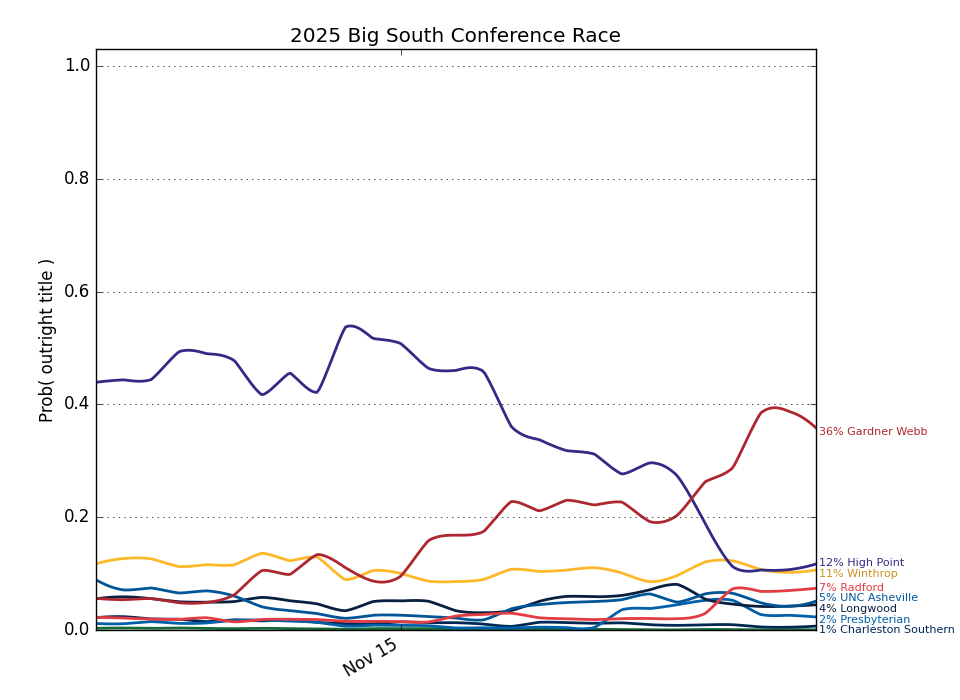 2025 Big South Conference Race
1.0
0.8
0.6
0.4
0.2
0.0
Prob( outright title )
Nov 15
36% Gardner Webb
12% High Point
11% Winthrop
7% Radford
5% UNC Asheville
4% Longwood
2% Presbyterian
1% Charleston Southern